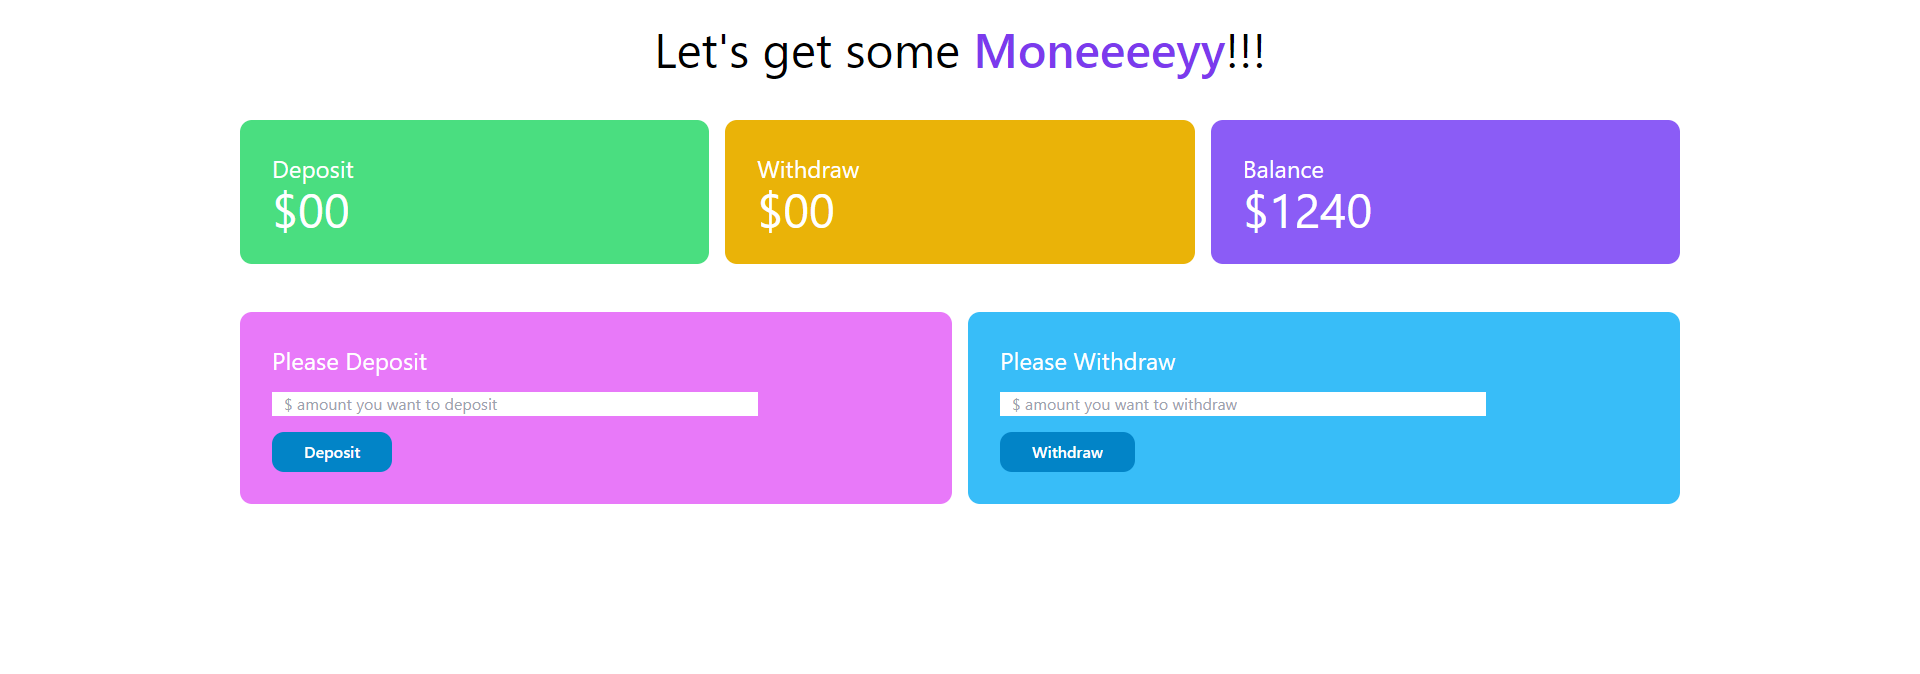 Let's get some Moneeeeyy!!!
Deposit
$00
Withdraw
$00
Balance
$1240
Please Deposit
$ amount you want to deposit
Deposit
Please Withdraw
$ amount you want to withdraw
Withdraw